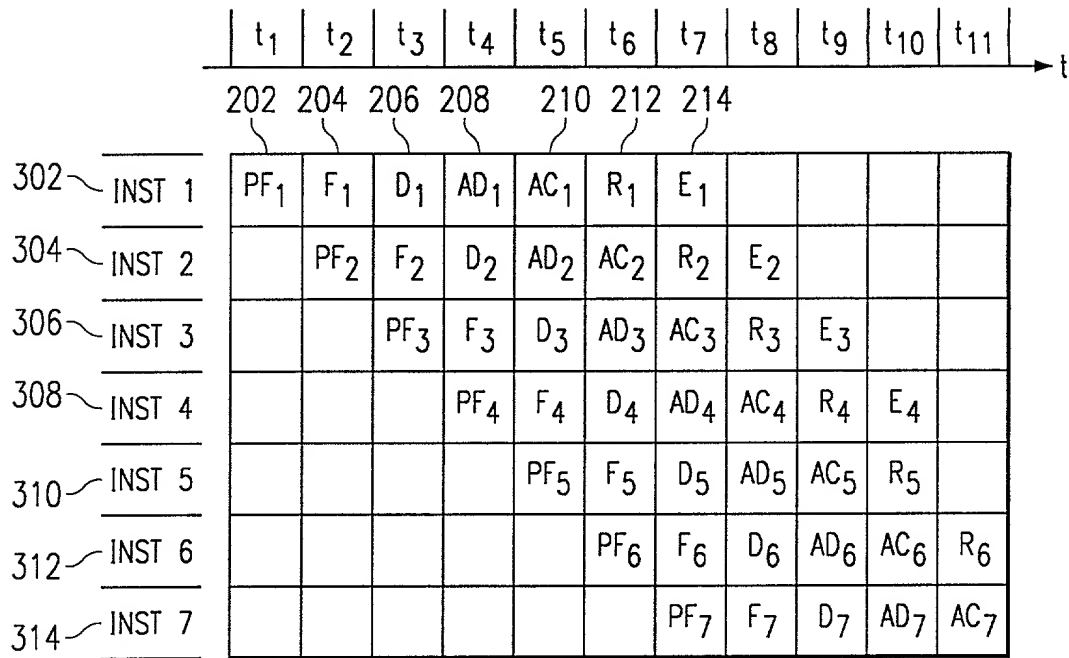 t1 t2 t3 t4 t5 t6 t7 t8 t9 t10 t11
t
202 204 206 208 210 212 214
302 INST 1 PF1 F1 D1 AD1 AC1 R1 E1
304 INST 2 PF2 F2 D2 AD2 AC2 R2 E2
306 INST 3 PF3 F3 D3 AD3 AC3 R3 E3
308 INST 4 PF4 F4 D4 AD4 AC4 R4 E4
310 INST 5 PF5 F5 D5 AD5 AC5 R5
312 INST 6 PF6 F6 D6 AD6 AC6 R6
314 INST 7 PF7 F7 D7 AD7 AC7